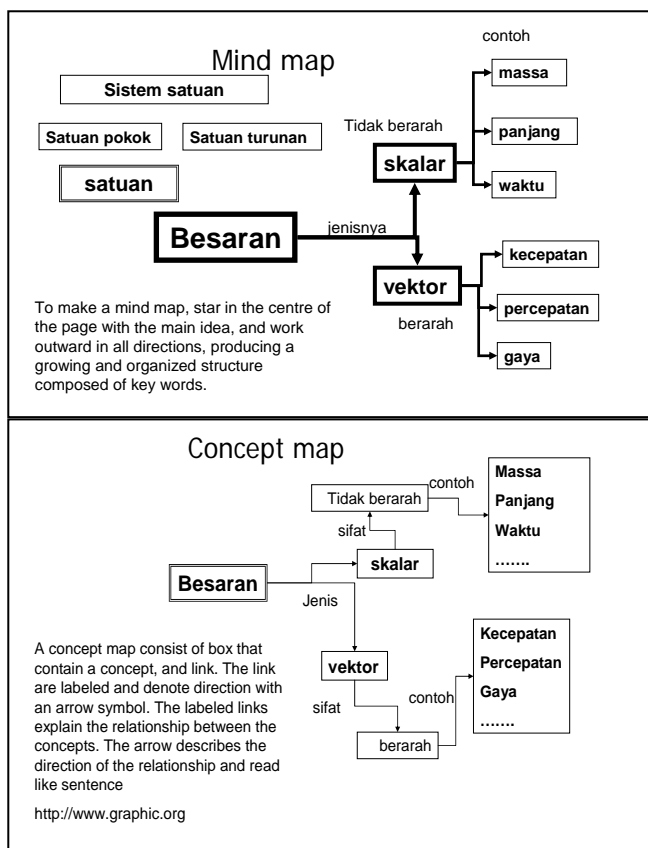 Mind map
contoh
Sistem satuan
massa
Satuan pokok
Satuan turunan
Tidak berarah
panjang
skalar
satuan
waktu
Besaran
jenisnya
kecepatan
vektor
percepatan
berarah
gaya
To make a mind map, star in the centre of
the page with the main idea, and work
outward in all directions, producing a
growing and organized structure
composed of key words.
Concept map
Tidak berarah
contoh
Massa
Panjang
Waktu
…….
sifat
skalar
Besaran
Jenis
vektor
sifat
berarah
contoh
Kecepatan
Percepatan
Gaya
…….
A concept map consist of box that
contain a concept, and link. The link
are labeled and denote direction with
an arrow symbol. The labeled links
explain the relationship between the
concepts. The arrow describes the
direction of the relationship and read
like sentence
http://www.graphic.org